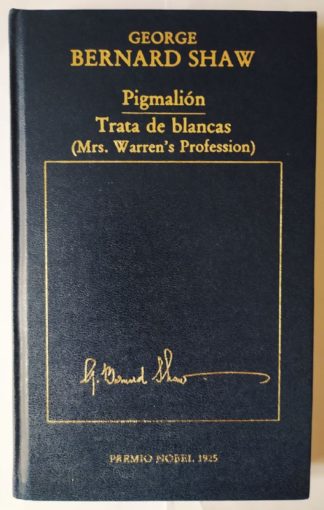 GEORGE
BERNARD SHAW
Pigmalión
Trata de blancas
(Mrs. Warren's Profession)
G. Bernard Shaw
PREMIO NOBEL 1925